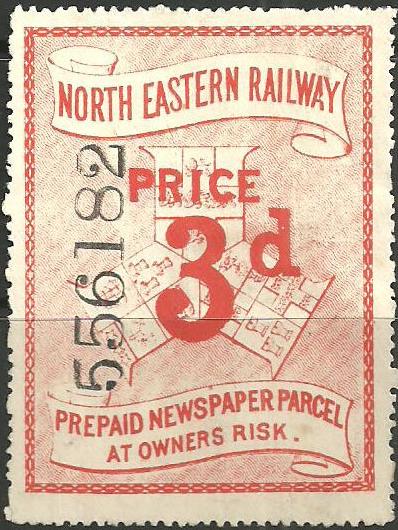 NORTH EASTERN RAILWAY
556182
PRICE
3d
PREPAID NEWSPAPER PARCEL
AT OWNERS RISK.